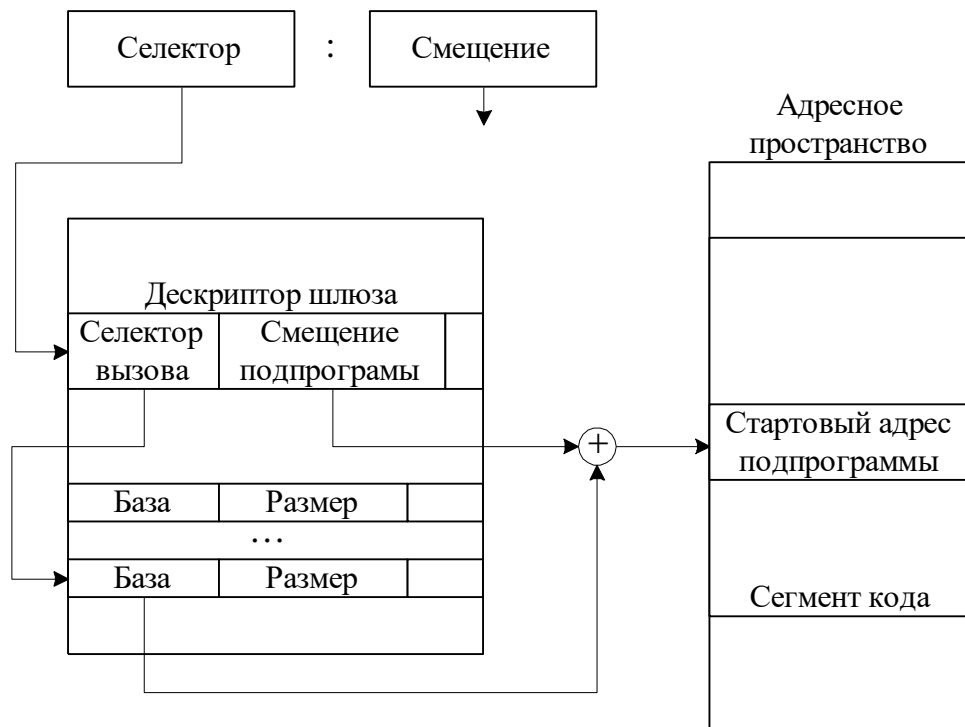 Селектор : Смещение
Адресное
пространство
Дескриптор шлюза
Селектор
вызова
Смещение
подпрограмы
+
Стартовый адрес
подпрограммы
База Размер
...
База Размер
Сегмент кода